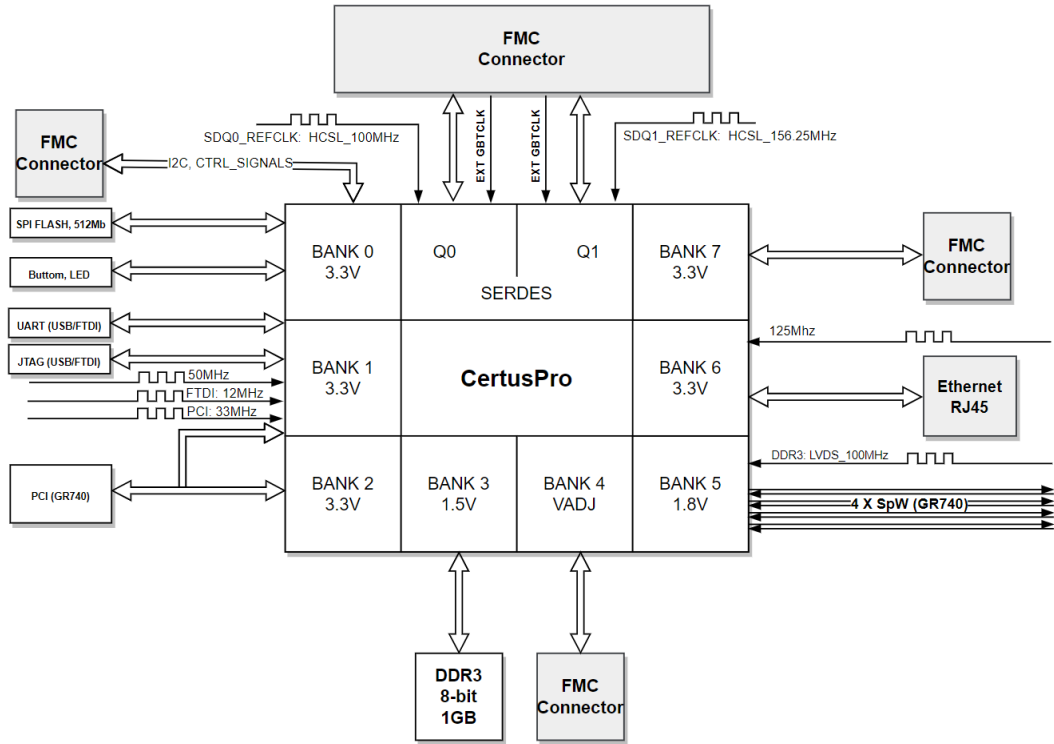 FMC
Connector
SDQ0_REFCLK: HCSL_100MHz
EXT GBTCLK
EXT GBTCLK
SDQ1_REFCLK: HCSL_156.25MHz
FMC
Connector
I2C, CTRL_SIGNALS
SPI FLASH, 512Mb
Buttom, LED
UART (USB/FTDI)
JTAG (USB/FTDI)
50MHz
FTDI: 12MHz
PCI: 33MHz
PCI (GR740)
BANK 0
3.3V
Q0
Q1
SERDES
BANK 7
3.3V
BANK 1
3.3V
CertusPro
BANK 6
3.3V
BANK 2
3.3V
BANK 3
1.5V
BANK 4
VADJ
BANK 5
1.8V
FMC
Connector
125Mhz
Ethernet
RJ45
DDR3: LVDS_100MHz
4 X SpW (GR740)
DDR3
8-bit
1GB
FMC
Connector